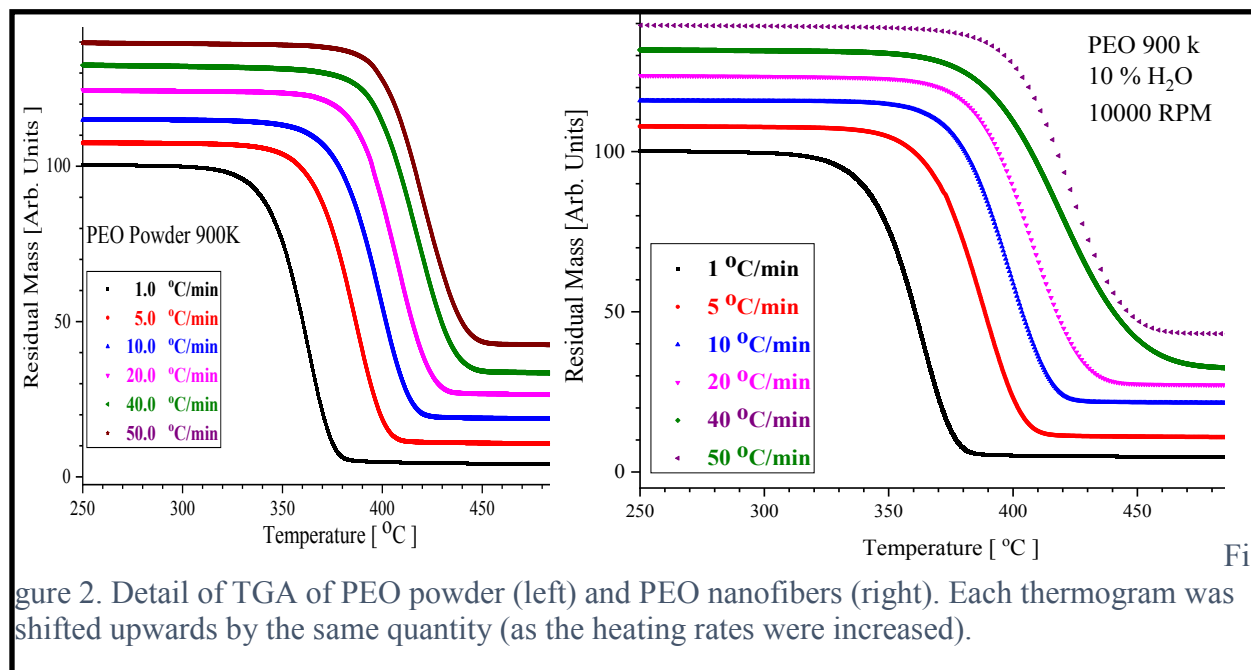 Residual Mass [Arb. Units]
100
50
0
PEO Powder 900K
1.0 °C/min
5.0 °C/min
10.0 °C/min
20.0 °C/min
40.0 °C/min
50.0 °C/min
250 300 350 400 450
Temperature [ °C]
Residual Mass [Arb. Units]
100
50
0
PEO 900 k
10 % H₂O
10000 RPM
1 °C/min
5 °C/min
10 °C/min
20 °C/min
40 °C/min
50 °C/min
250 300 350 400 450
Temperature [ °C]
Fi
gure 2. Detail of TGA of PEO powder (left) and PEO nanofibers (right). Each thermogram was
shifted upwards by the same quantity (as the heating rates were increased).